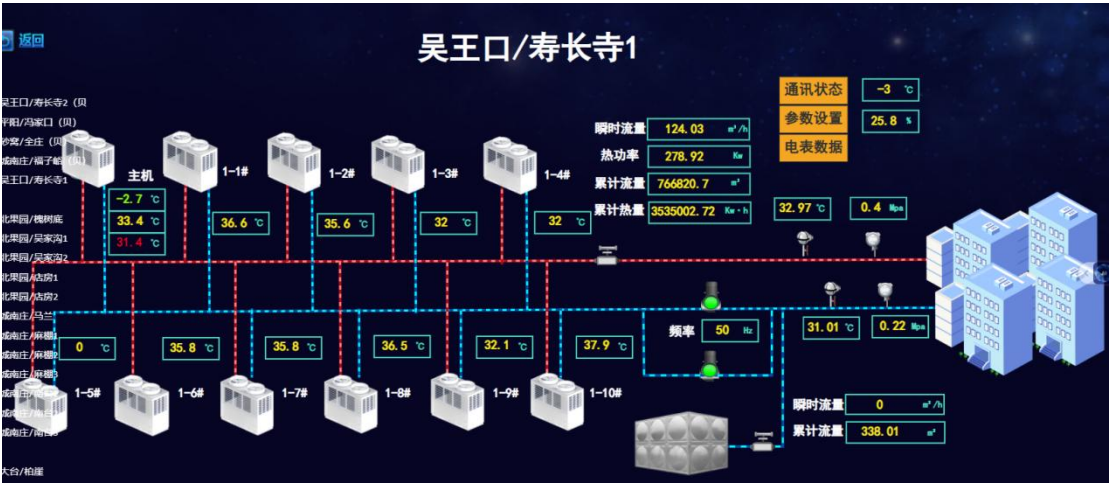 返回
吴王口/寿长寺1
通讯状态 -3 ℃
参数设置 25.8 %
电表数据
吴王口/寿长寺2（贝
平阳/冯家口（贝）
砂窝/全庄（贝）
吴王口/寿长寺1
北果园/槐树底
北果园/吴家沟1
北果园/吴家沟2
北果园/店房1
北果园/店房2
城南庄/马兰
城南庄/麻棚1
城南庄/麻棚2
城南庄/麻棚3
大台/柏崖
主机
-2.7 ℃
33.4 ℃
31.4 ℃
1-1#
36.6 ℃
1-2#
35.6 ℃
1-3#
32 ℃
1-4#
32 ℃
瞬时流量 124.03 m³/h
热功率 278.92 Kw
累计流量 766820.7 m³
累计热量 3535002.72 Kw·h
32.97 ℃ 0.4 Mpa
频率 50 Hz
31.01 ℃ 0.22 Mpa
0 ℃
1-5#
35.8 ℃
1-6#
35.8 ℃
1-7#
36.5 ℃
1-8#
32.1 ℃
1-9#
37.9 ℃
1-10#
瞬时流量 0 m³/h
累计流量 338.01 m³